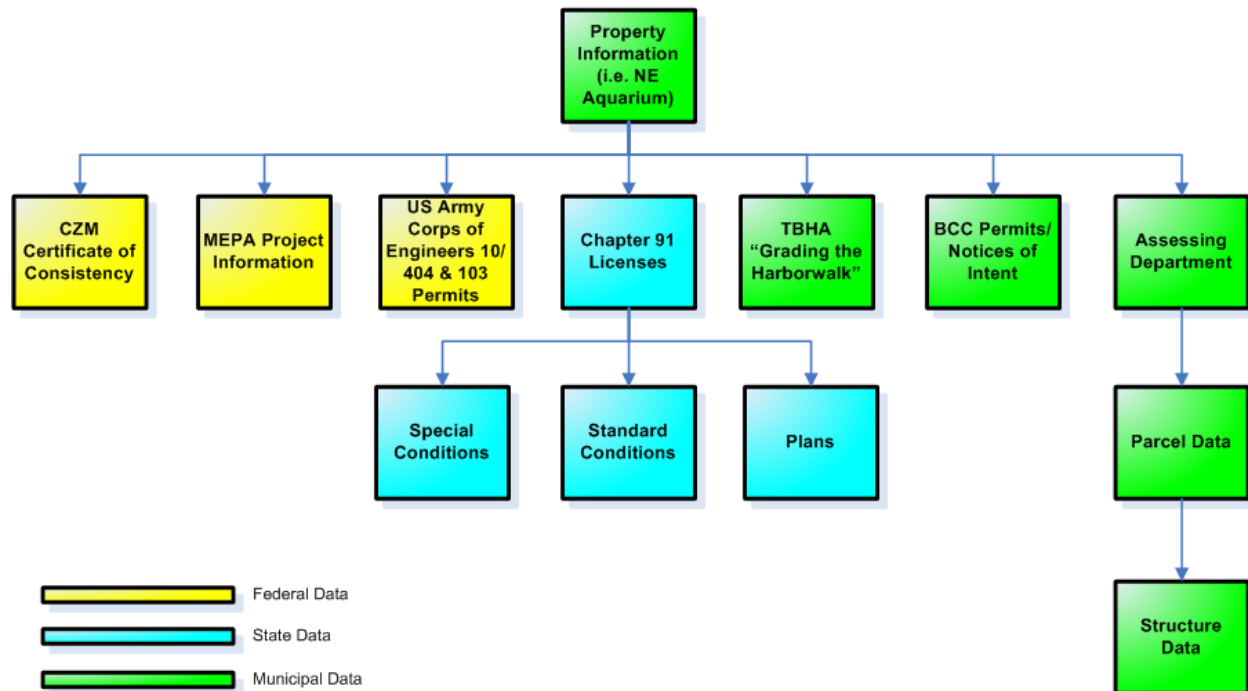 Property
Information
(i.e. NE
Aquarium)
CZM
Certificate of
Consistency
MEPA Project
Information
US Army
Corps of
Engineers 10/
404 & 103
Permits
Chapter 91
Licenses
TBHA
“Grading the
Harborwalk”
BCC Permits/
Notices of
Intent
Assessing
Department
Special
Conditions
Standard
Conditions
Plans
Parcel Data
Structure
Data
Federal Data
State Data
Municipal Data